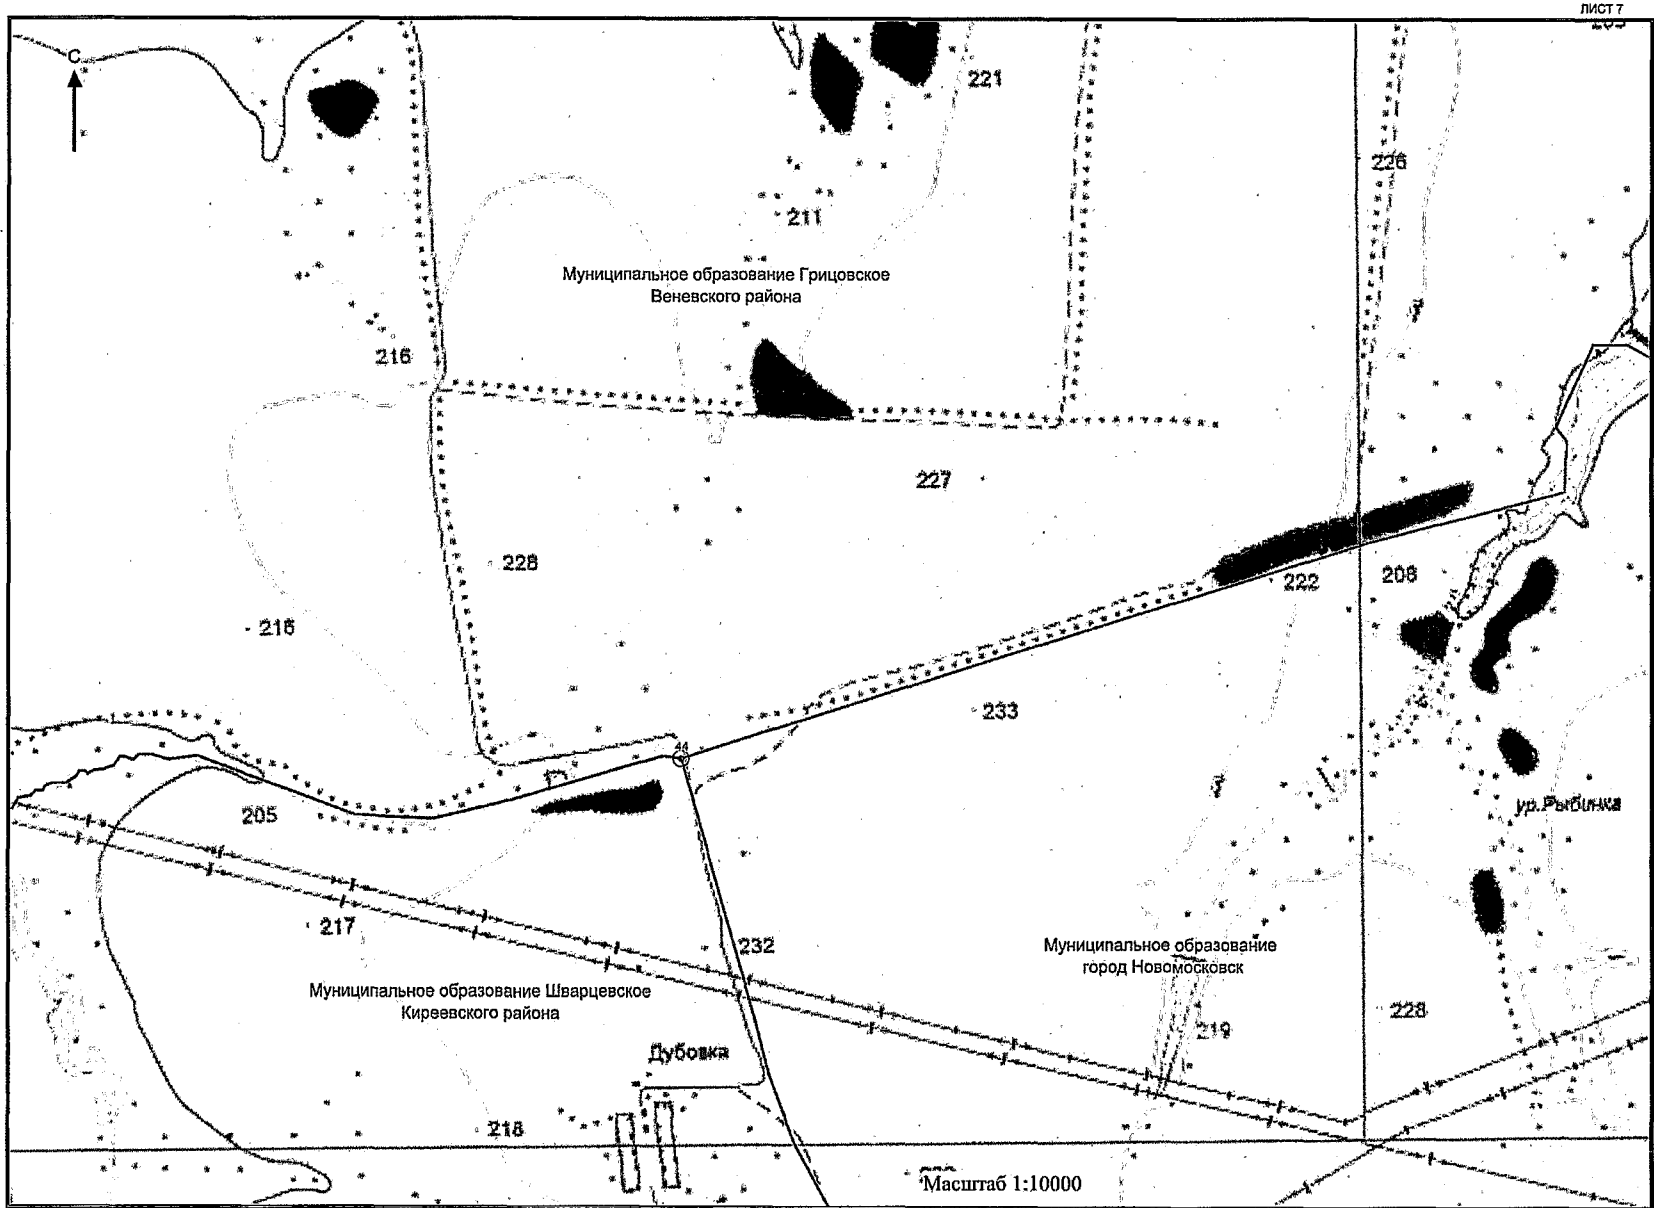 ЛИСТ 7
С
221
226
211
Муниципальное образование Грицовское
Веневского района
216
227
228
222
208
216
233
44
ур.Рыбинка
205
217
232
Муниципальное образование
город Новомосковск
Муниципальное образование Шварцевское
Киреевского района
228
219
Дубовка
218
Масштаб 1:10000